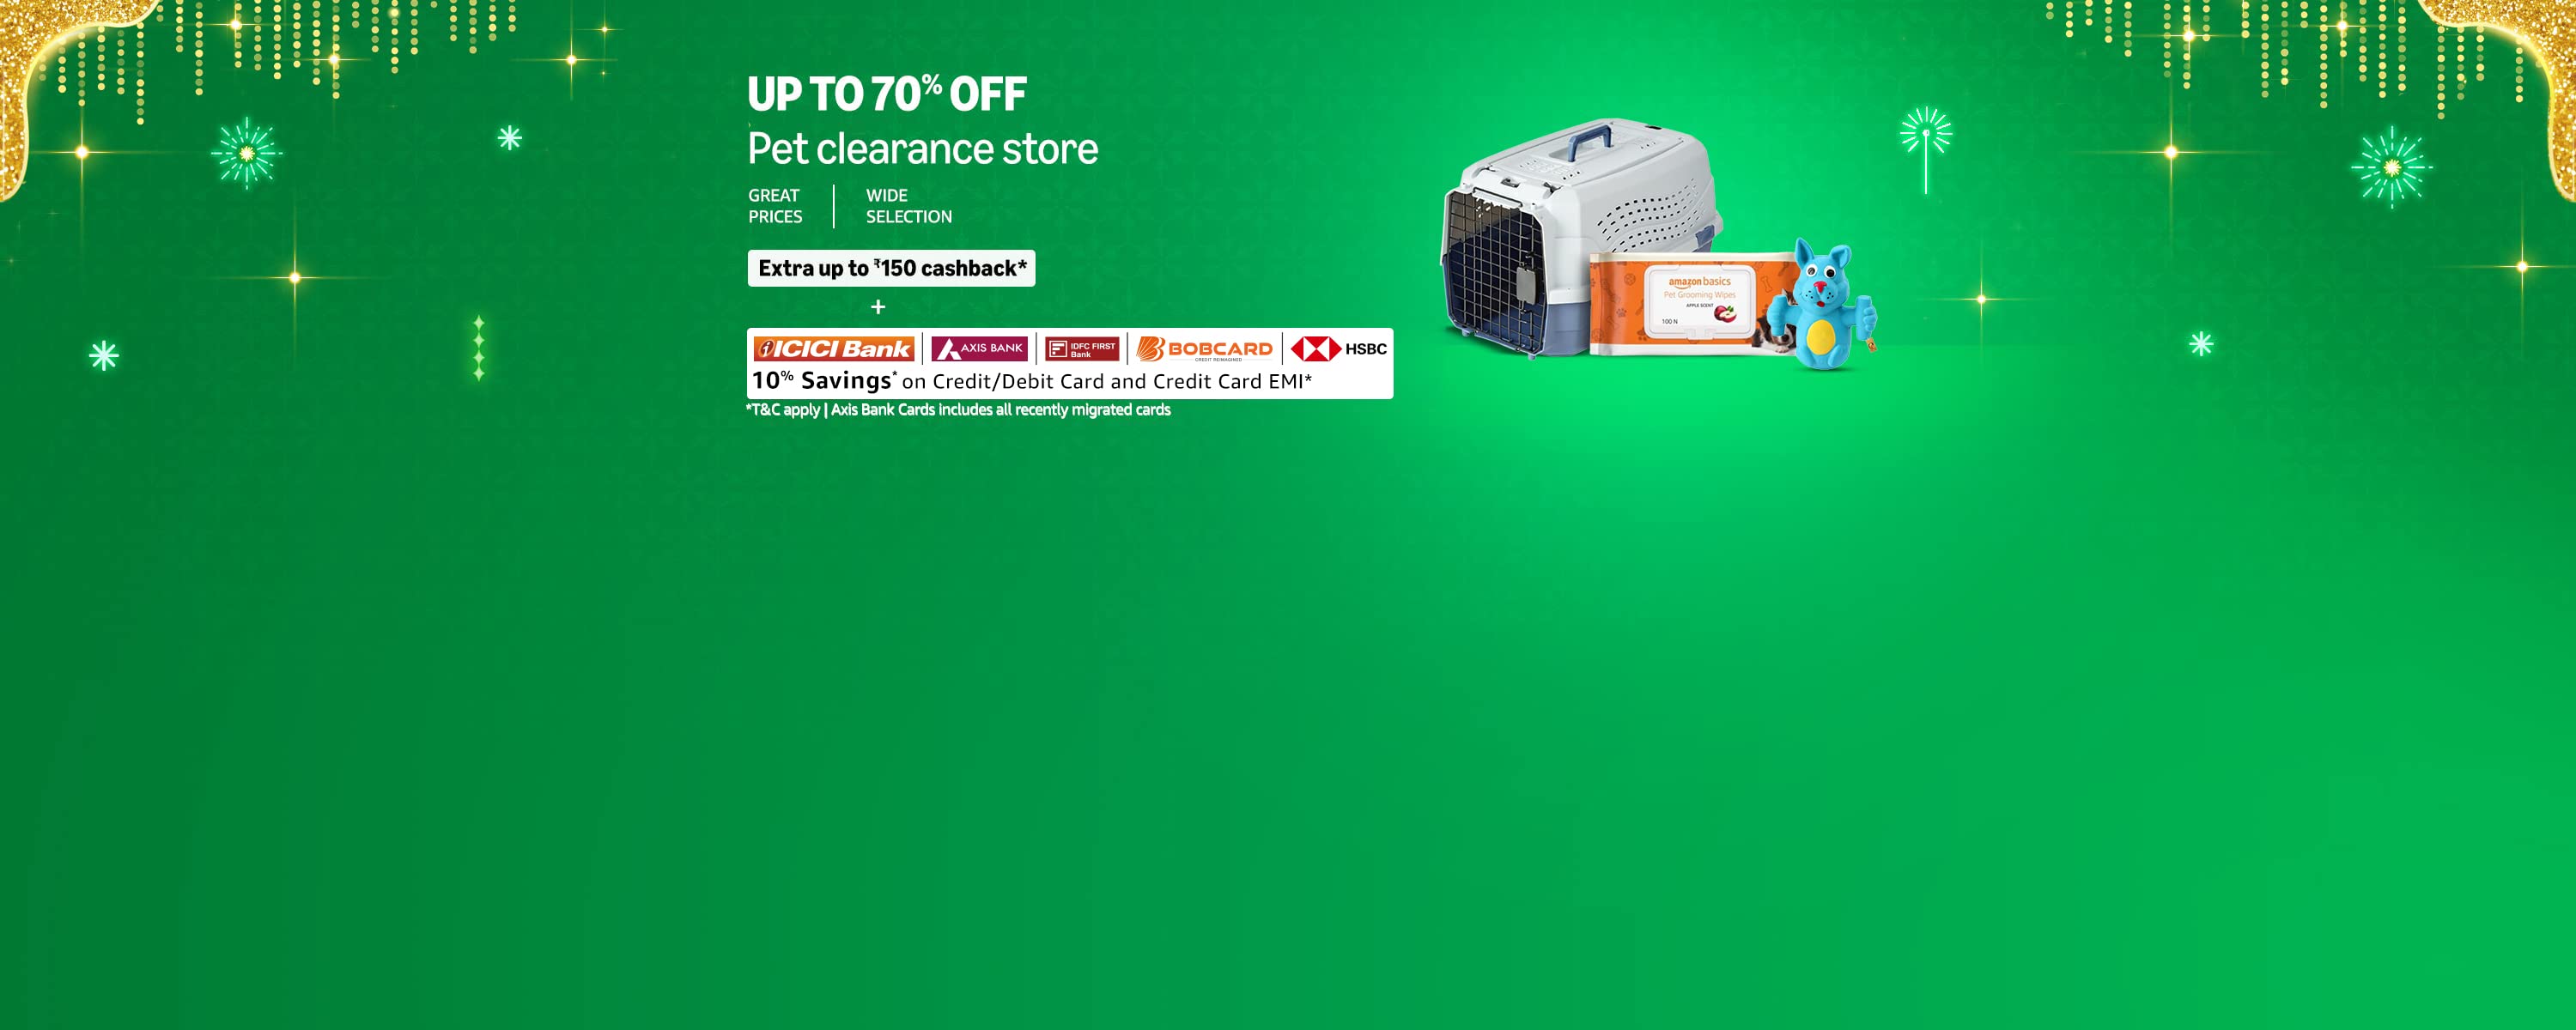 UP TO 70% OFF
Pet clearance store
GREAT PRICES | WIDE SELECTION
Extra up to ₹150 cashback*
+
ICICI Bank | AXIS BANK | IDFC FIRST Bank | BOBCARD CREDIT REIMAGINED | HSBC
10% Savings* on Credit/Debit Card and Credit Card EMI*
*T&C apply | Axis Bank Cards includes all recently migrated cards
amazon basics
Pet Grooming Wipes
APPLE SCENT
100 N